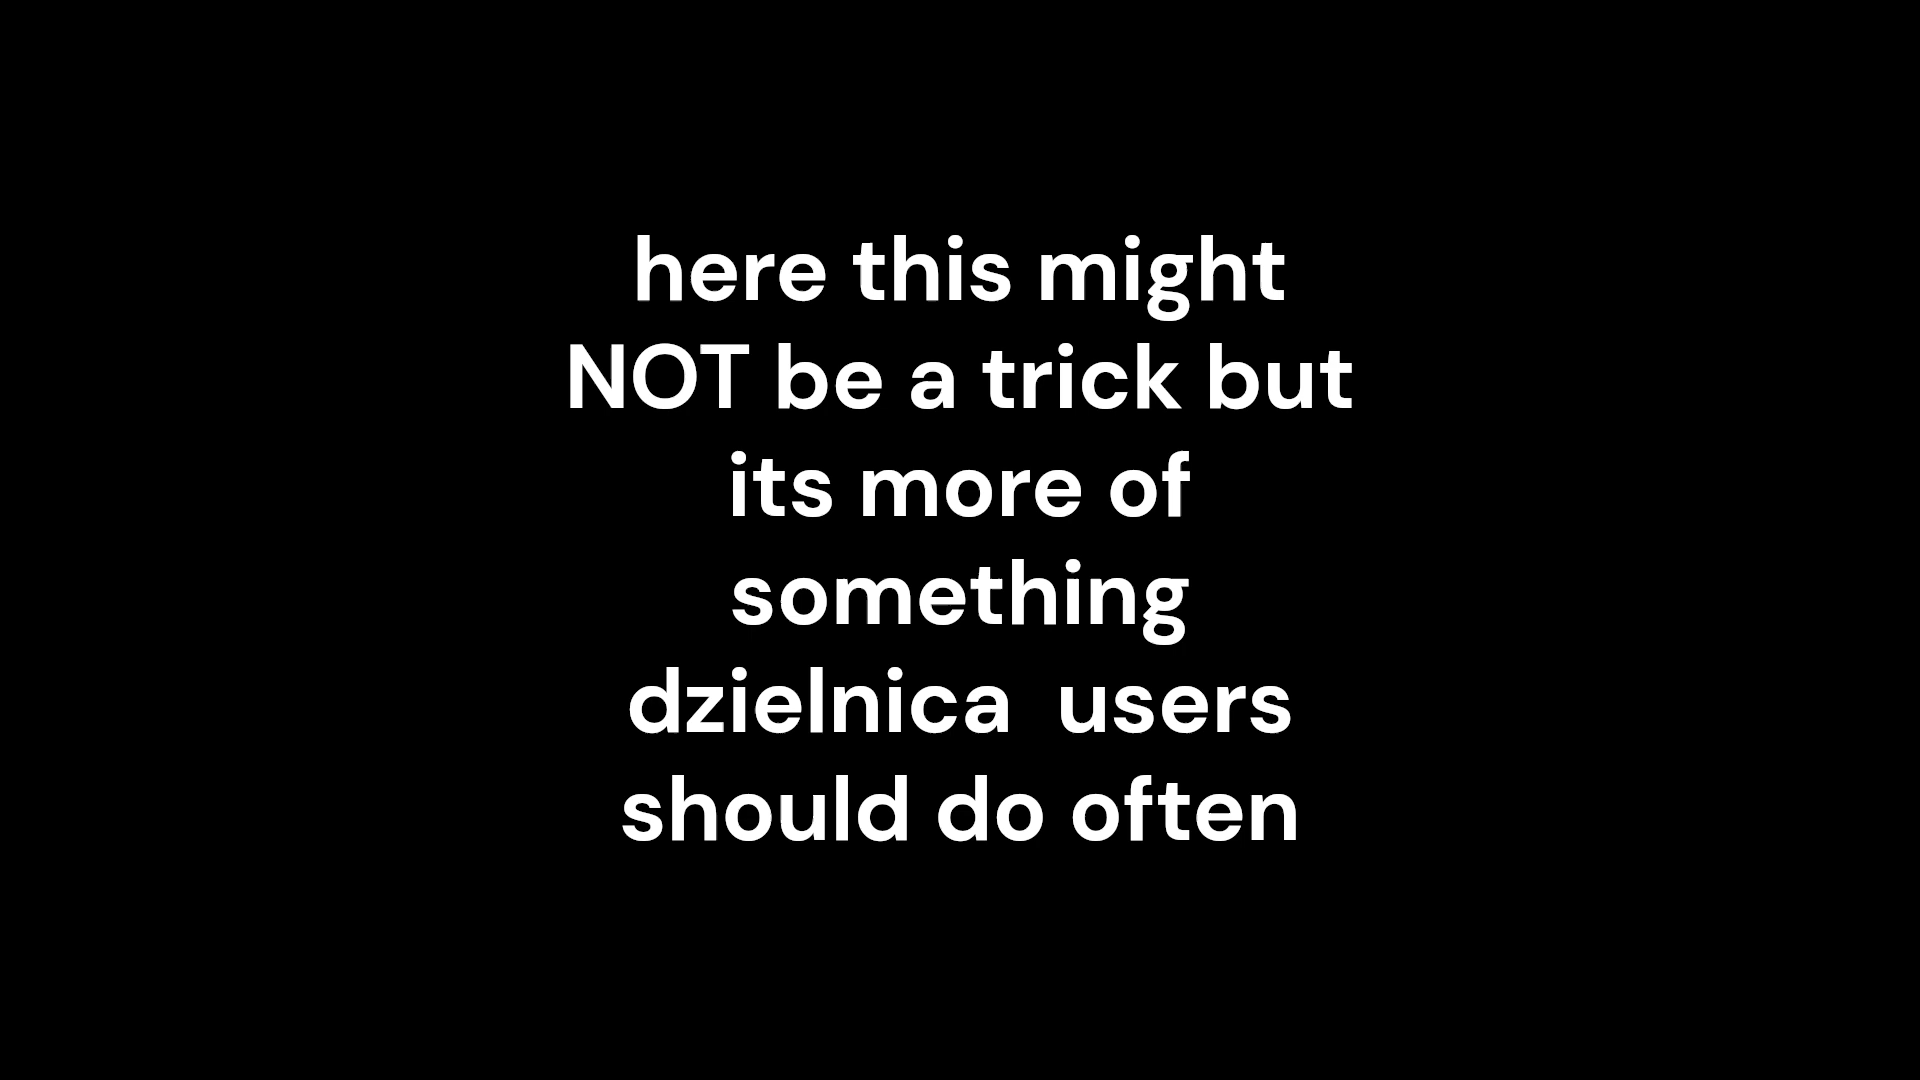 here this might
NOT be a trick but
its more of
something
dzielnica  users
should do often